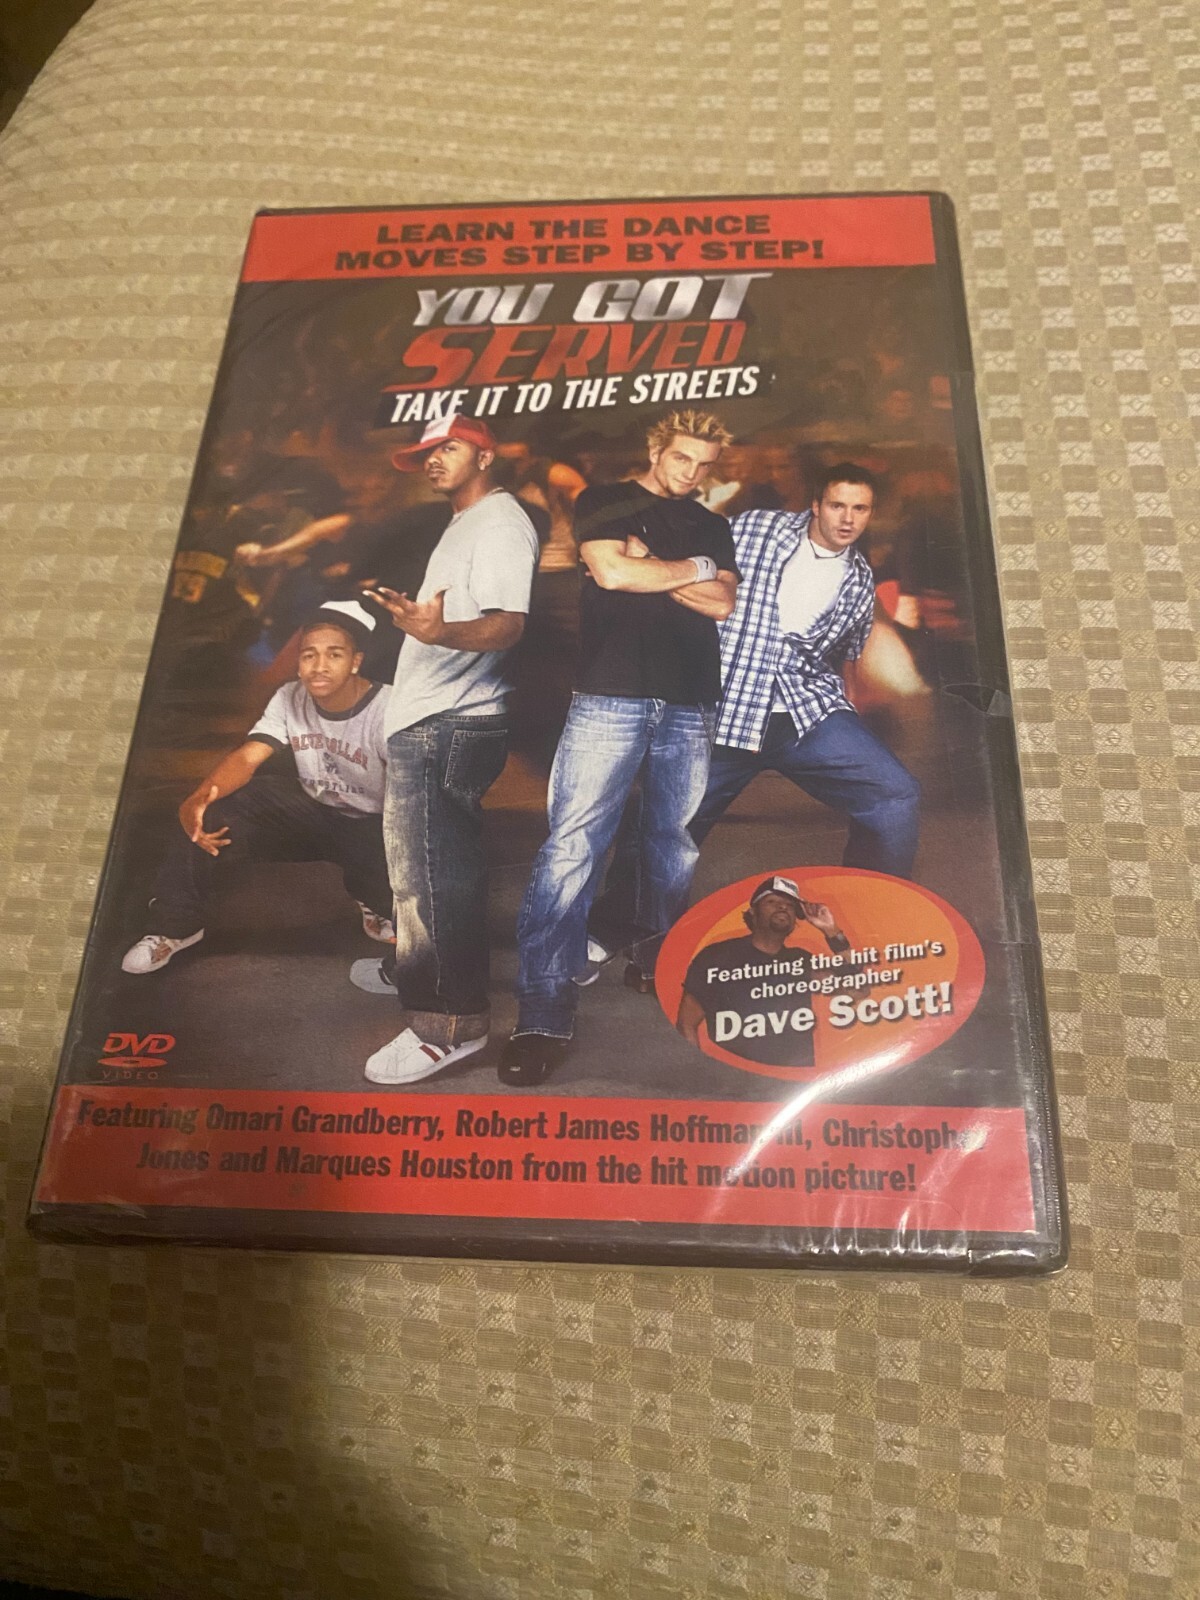 LEARN THE DANCE
MOVES STEP BY STEP!
YOU GOT
SERVED
TAKE IT TO THE STREETS
Featuring the hit film's
choreographer
Dave Scott!
DVD
VIDEO
Featuring Omari Grandberry, Robert James Hoffman III, Christopher
Jones and Marques Houston from the hit motion picture!